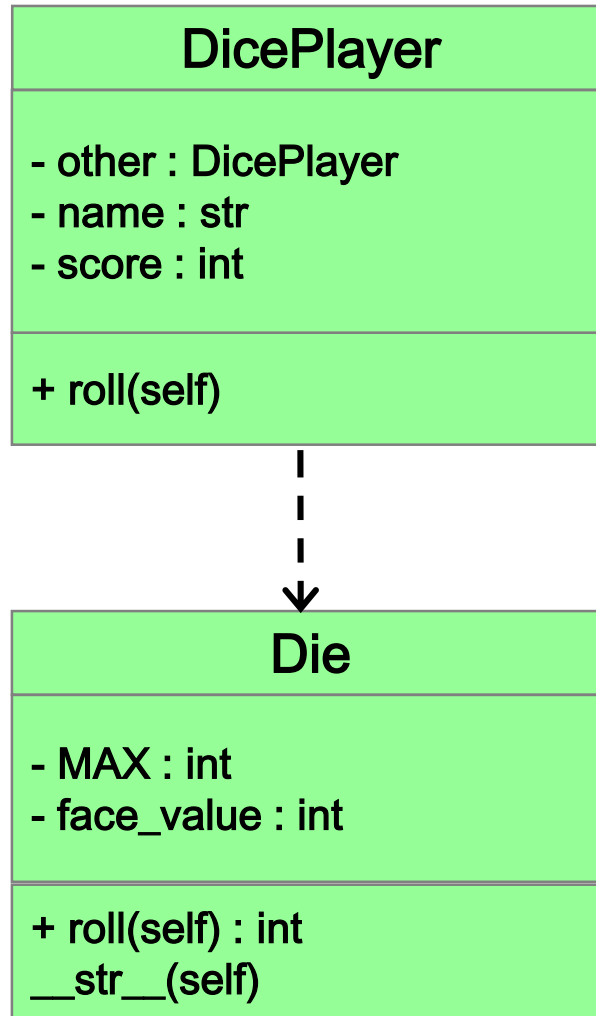 DicePlayer
- other : DicePlayer
- name : str
- score : int
+ roll(self)
Die
- MAX : int
- face_value : int
+ roll(self) : int
__str__(self)